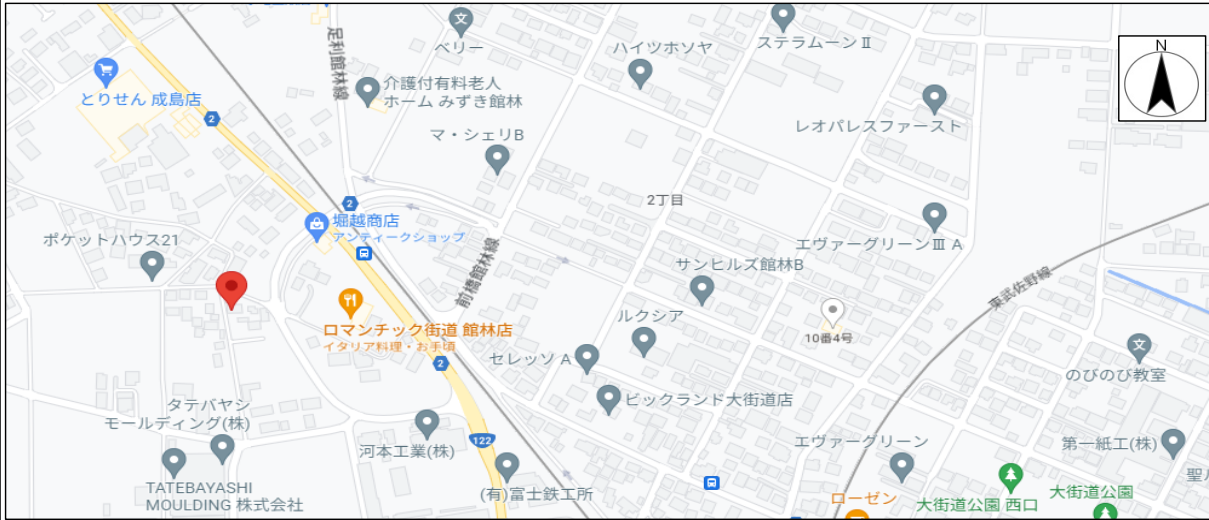 ベリー
ハイツホソヤ
ステラムーンⅡ
N
足利館林線
とりせん 成島店
介護付有料老人
ホーム みずき館林
レオパレスファースト
2
マ・シェリB
2丁目
2
堀越商店
アンティークショップ
ポケットハウス21
前橋館林線
エヴァーグリーンⅢ A
サンヒルズ館林B
東武佐野線
ロマンチック街道 館林店
イタリア料理・お手頃
ルクシア
10番4号
2
セレッソ A
のびのび教室
ビックランド大街道店
タテバヤシ
モールディング(株)
河本工業(株)
122
エヴァーグリーン
第一紙工(株)
TATEBAYASHI
MOULDING 株式会社
(有)富士鉄工所
ローゼン
大街道公園 西口
大街道公園
文
文